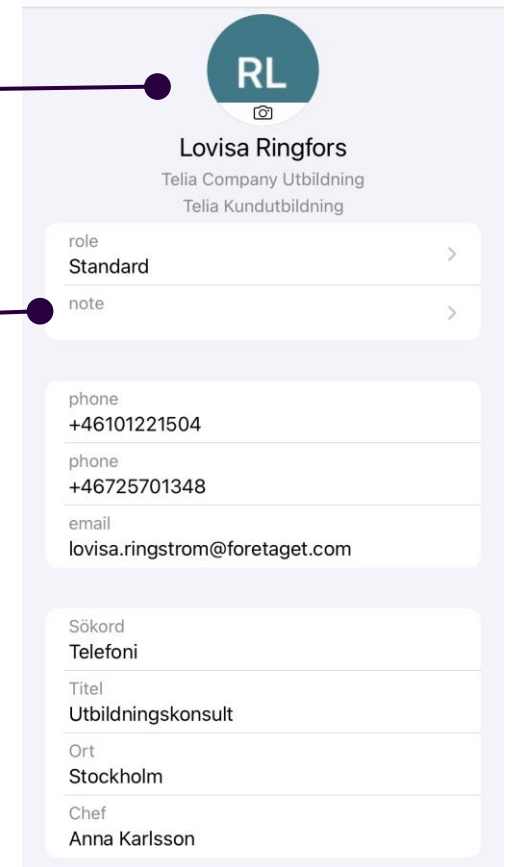 RL
Lovisa Ringfors
Telia Company Utbildning
Telia Kundutbildning
role
Standard
note
phone
+46101221504
phone
+46725701348
email
lovisa.ringstrom@foretaget.com
Sökord
Telefoni
Titel
Utbildningskonsult
Ort
Stockholm
Chef
Anna Karlsson